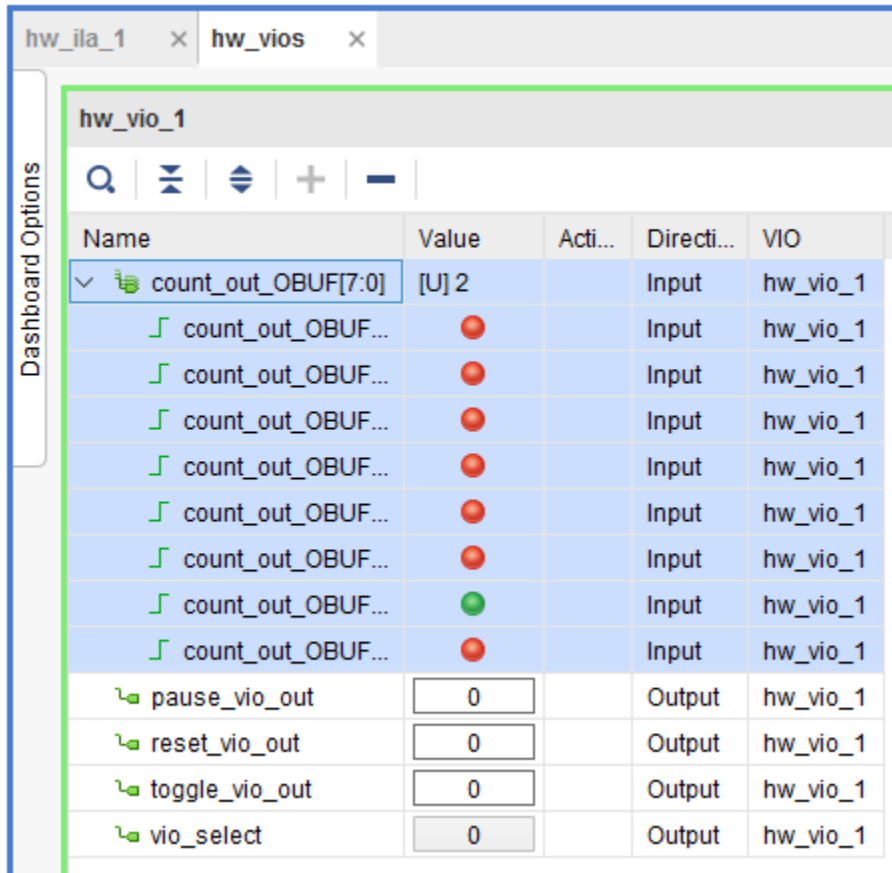 hw_ila_1 × hw_vios ×
Dashboard Options
hw_vio_1
Name Value Acti... Directi... VIO
count_out_OBUF[7:0] [U] 2 Input hw_vio_1
count_out_OBUF... Input hw_vio_1
count_out_OBUF... Input hw_vio_1
count_out_OBUF... Input hw_vio_1
count_out_OBUF... Input hw_vio_1
count_out_OBUF... Input hw_vio_1
count_out_OBUF... Input hw_vio_1
count_out_OBUF... Input hw_vio_1
count_out_OBUF... Input hw_vio_1
pause_vio_out 0 Output hw_vio_1
reset_vio_out 0 Output hw_vio_1
toggle_vio_out 0 Output hw_vio_1
vio_select 0 Output hw_vio_1